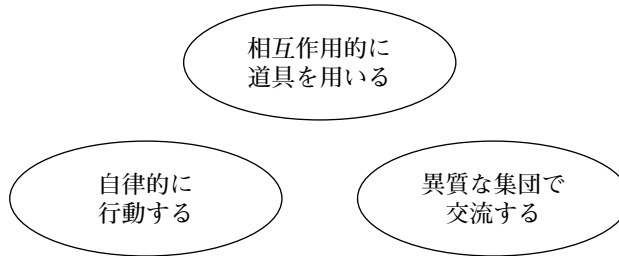 相互作用的に
道具を用いる
自律的に
行動する
異質な集団で
交流する